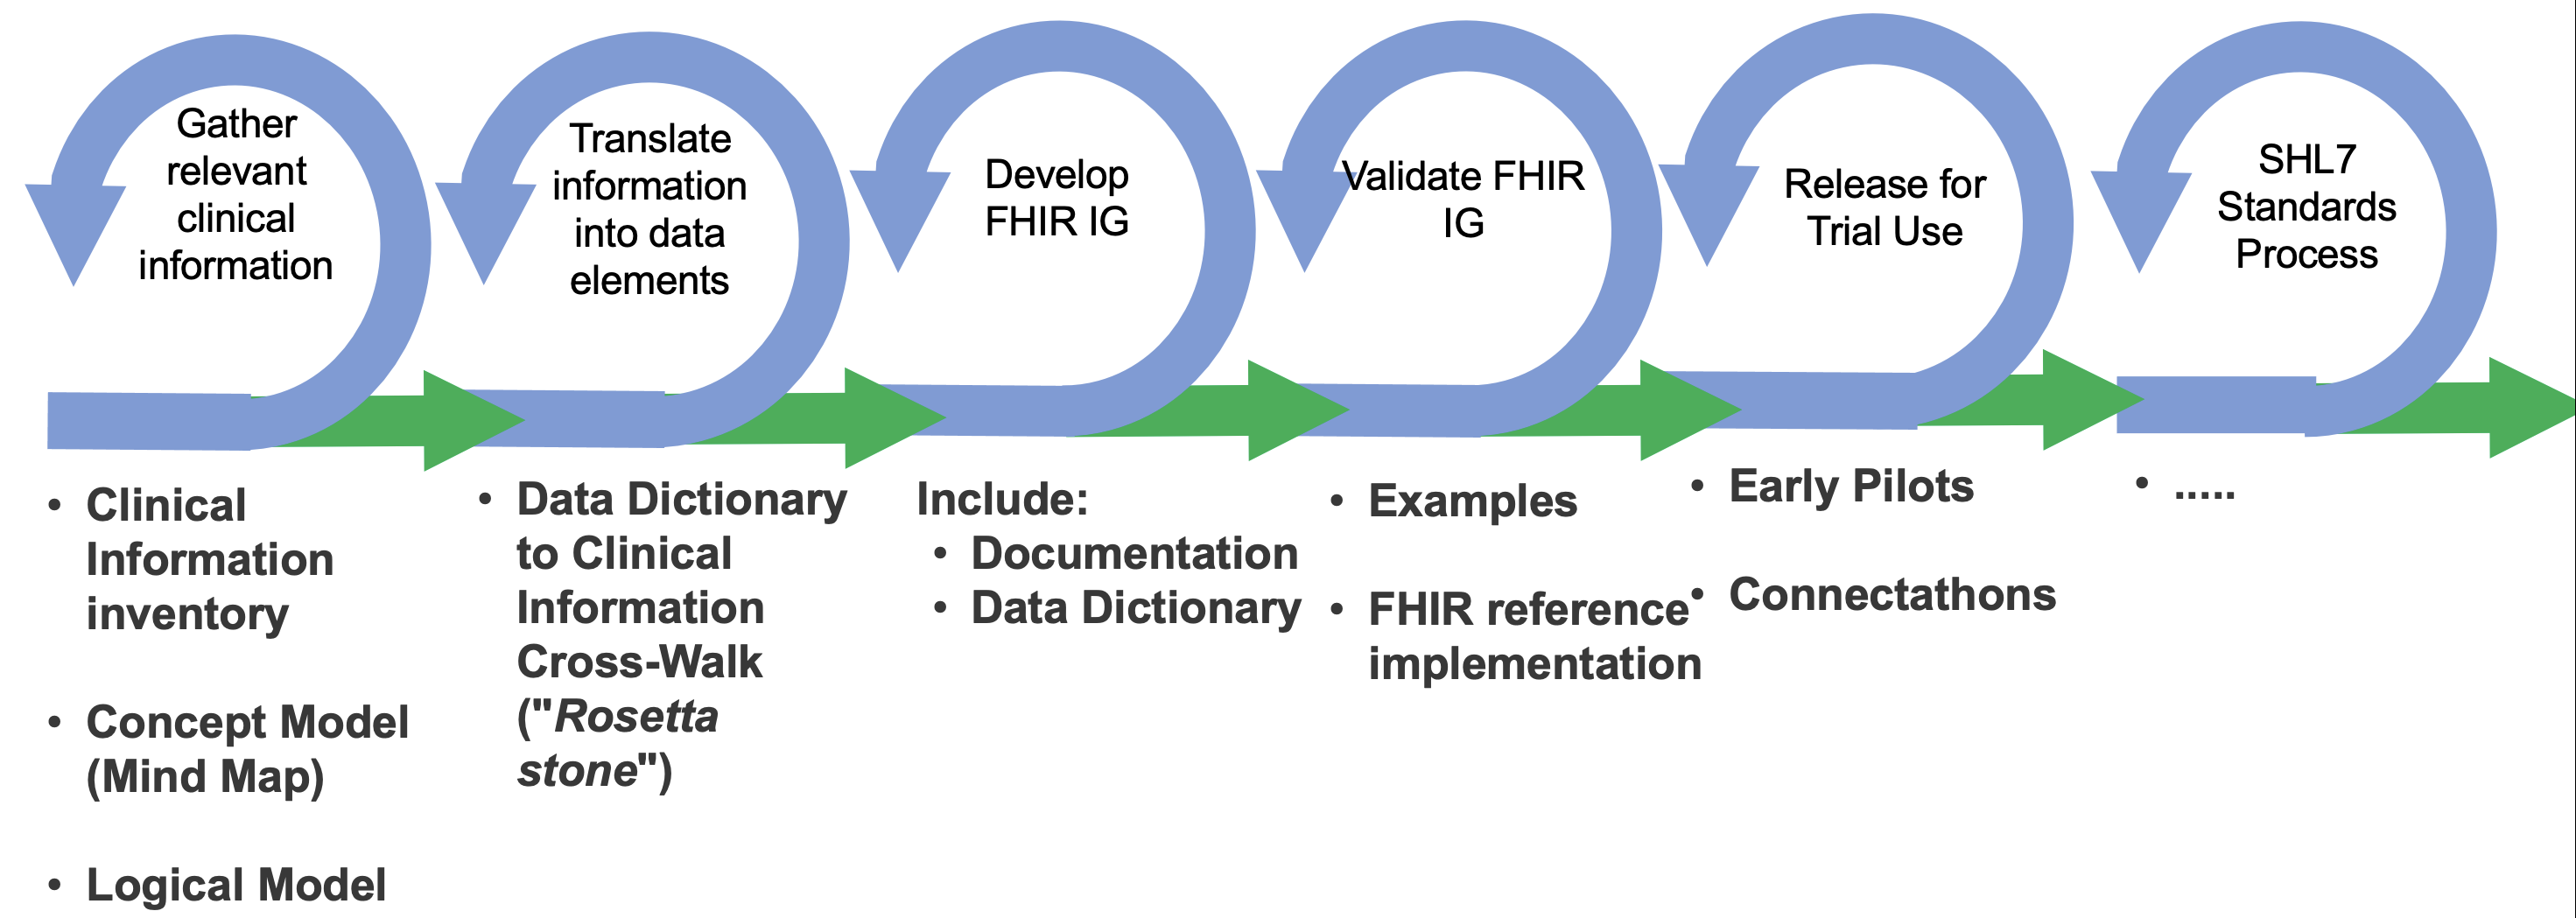 Gather
relevant
clinical
information
Translate
information
into data
elements
Develop
FHIR IG
Validate FHIR
IG
Release for
Trial Use
SHL7
Standards
Process
• Clinical
Information
inventory
• Concept Model
(Mind Map)
• Logical Model
• Data Dictionary
to Clinical
Information
Cross-Walk
("Rosetta
stone")
Include:
• Documentation
• Data Dictionary
• Examples
• FHIR reference
implementation
• Early Pilots
• Connectathons
• .....